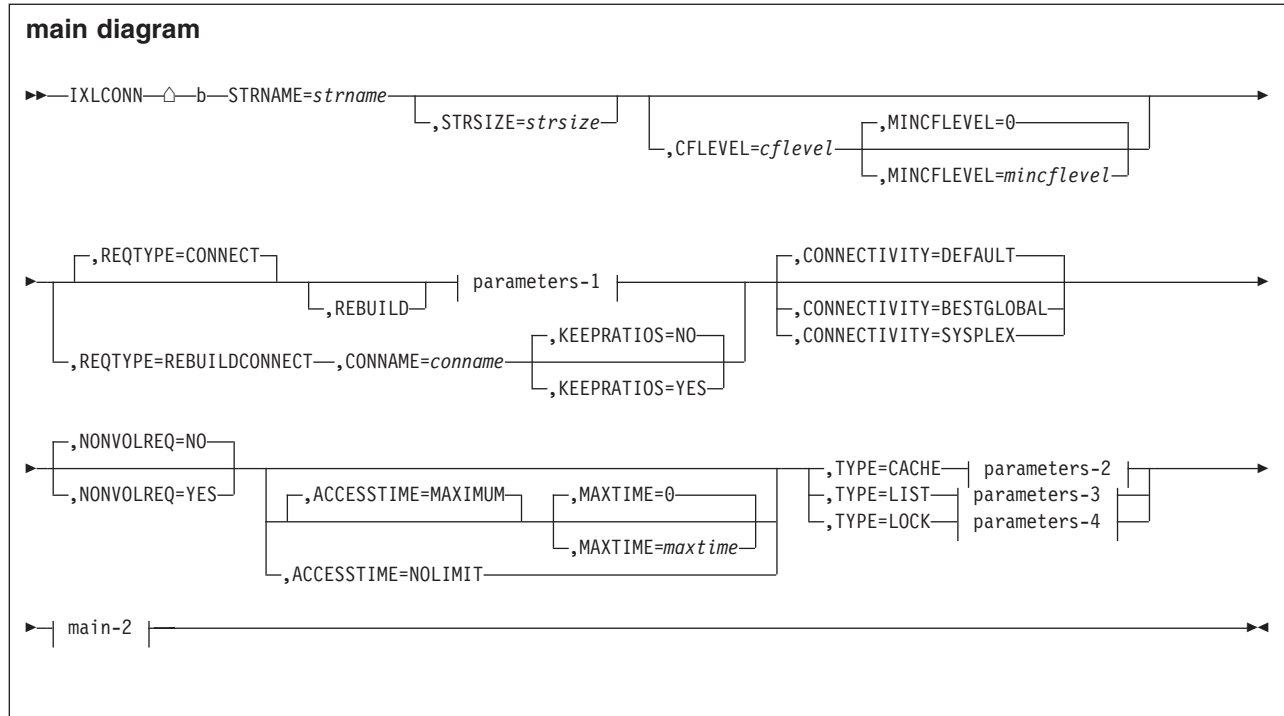 main diagram
IXLCONN b STRNAME=strname
,STRSIZE=strsize
,CFLEVEL=cflevel
,MINCFLEVEL=0
,MINCFLEVEL=mincflevel
,REQTYPE=CONNECT
,REBUILD
parameters-1
,REQTYPE=REBUILDCONNECT ,CONNAME=conname
,KEEPRATIOS=NO
,KEEPRATIOS=YES
,CONNECTIVITY=DEFAULT
,CONNECTIVITY=BESTGLOBAL
,CONNECTIVITY=SYSPLEX
,NONVOLREQ=NO
,NONVOLREQ=YES
,ACCESSTIME=MAXIMUM
,MAXTIME=0
,MAXTIME=maxtime
,ACCESSTIME=NOLIMIT
,TYPE=CACHE parameters-2
,TYPE=LIST parameters-3
,TYPE=LOCK parameters-4
main-2